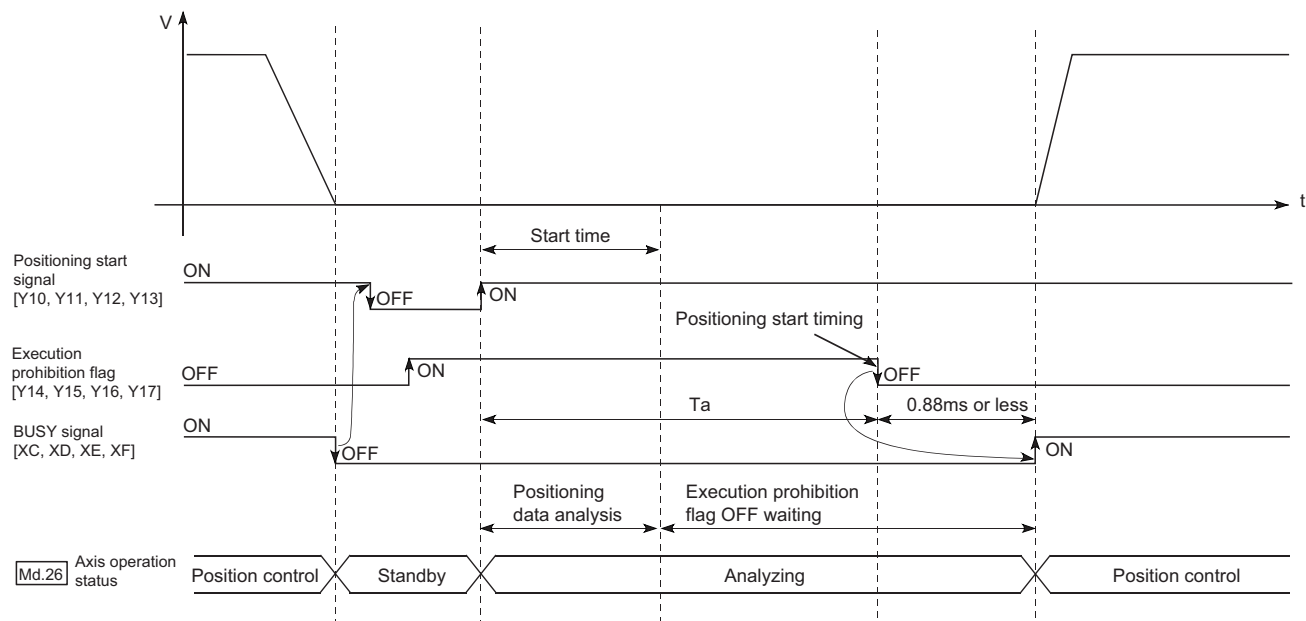 V
t
Start time
Positioning start
signal
[Y10, Y11, Y12, Y13]
ON
OFF
ON
Positioning start timing
Execution
prohibition flag
[Y14, Y15, Y16, Y17]
OFF
ON
OFF
Ta
0.88ms or less
BUSY signal
[XC, XD, XE, XF]
ON
OFF
ON
Positioning
data analysis
Execution prohibition
flag OFF waiting
Md.26 Axis operation
status
Position control
Standby
Analyzing
Position control